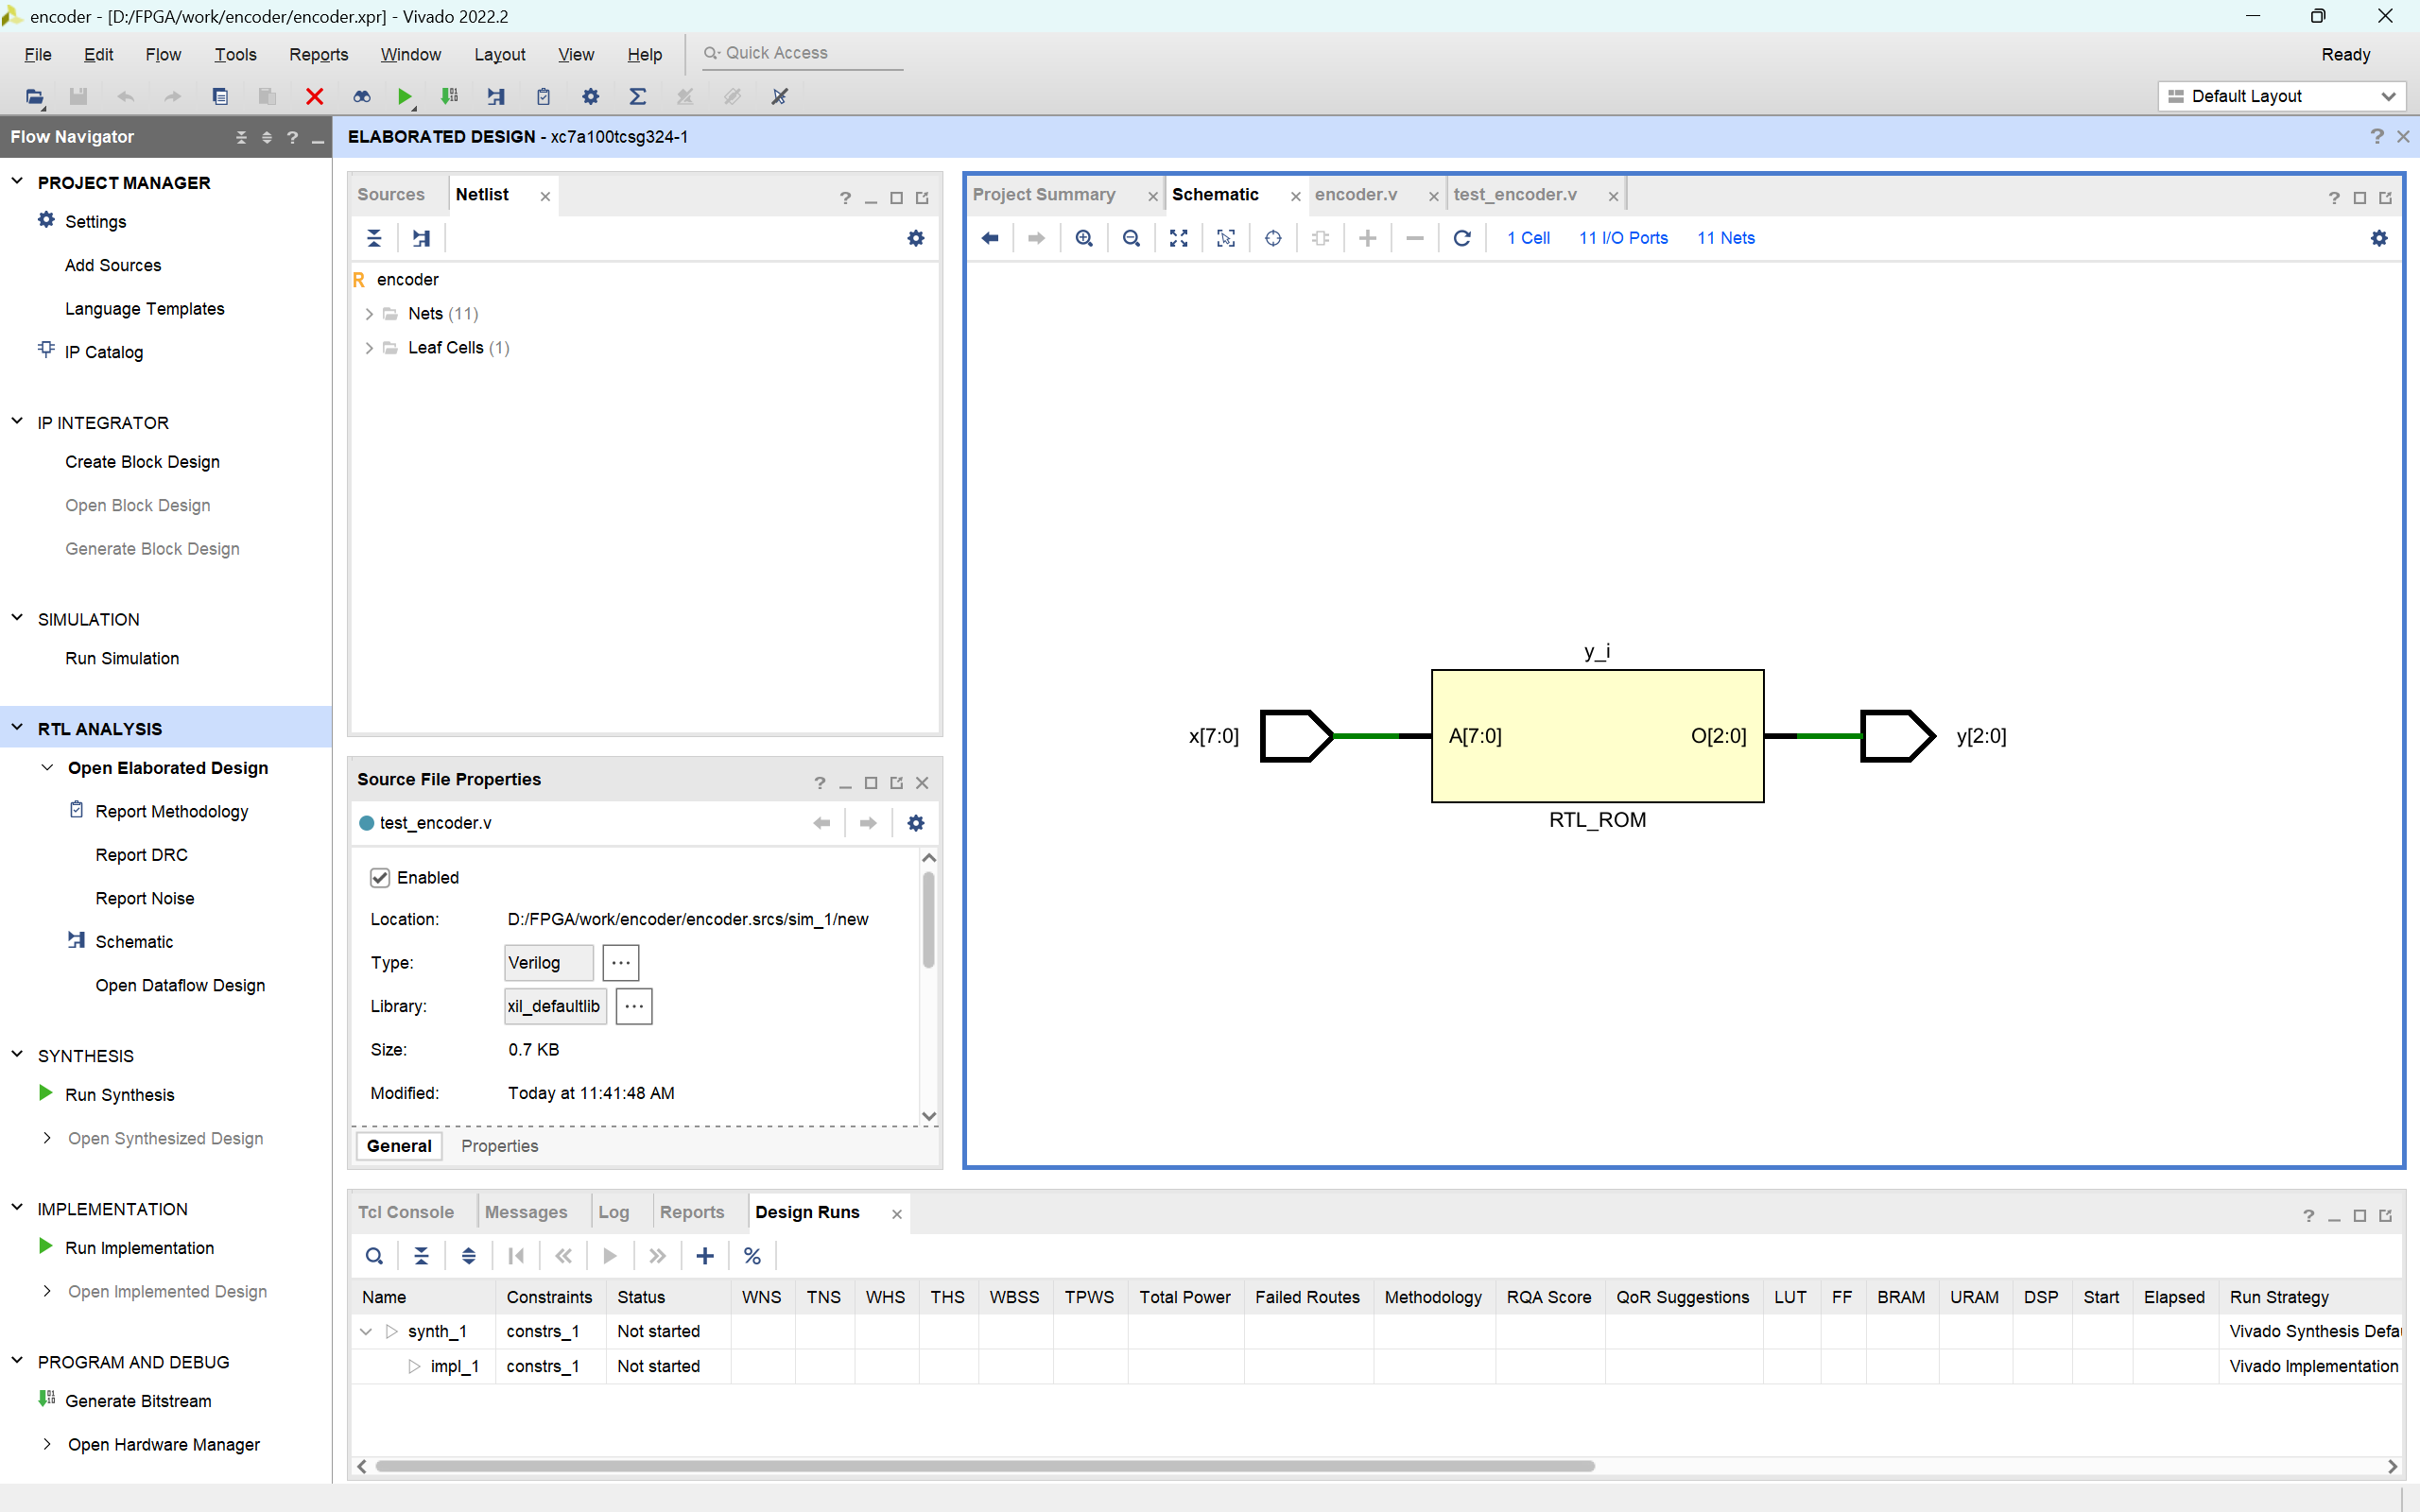 encoder - [D:/FPGA/work/encoder/encoder.xpr] - Vivado 2022.2
File Edit Flow Tools Reports Window Layout View Help Quick Access Ready
Default Layout
Flow Navigator ?
ELABORATED DESIGN - xc7a100tcsg324-1 ?
PROJECT MANAGER
Settings
Add Sources
Language Templates
IP Catalog
IP INTEGRATOR
Create Block Design
Open Block Design
Generate Block Design
SIMULATION
Run Simulation
RTL ANALYSIS
Open Elaborated Design
Report Methodology
Report DRC
Report Noise
Schematic
Open Dataflow Design
SYNTHESIS
Run Synthesis
Open Synthesized Design
IMPLEMENTATION
Run Implementation
Open Implemented Design
PROGRAM AND DEBUG
Generate Bitstream
Open Hardware Manager
Sources Netlist ?
R encoder
Nets (11)
Leaf Cells (1)
Source File Properties ?
test_encoder.v
Enabled
Location: D:/FPGA/work/encoder/encoder.srcs/sim_1/new
Type: Verilog ...
Library: xil_defaultlib ...
Size: 0.7 KB
Modified: Today at 11:41:48 AM
General Properties
Project Summary Schematic encoder.v test_encoder.v ?
1 Cell 11 I/O Ports 11 Nets
y_i
x[7:0] A[7:0] O[2:0] y[2:0]
RTL_ROM
Tcl Console Messages Log Reports Design Runs ?
%
Name Constraints Status WNS TNS WHS THS WBSS TPWS Total Power Failed Routes Methodology RQA Score QoR Suggestions LUT FF BRAM URAM DSP Start Elapsed Run Strategy
synth_1 constrs_1 Not started Vivado Synthesis Defau
impl_1 constrs_1 Not started Vivado Implementation